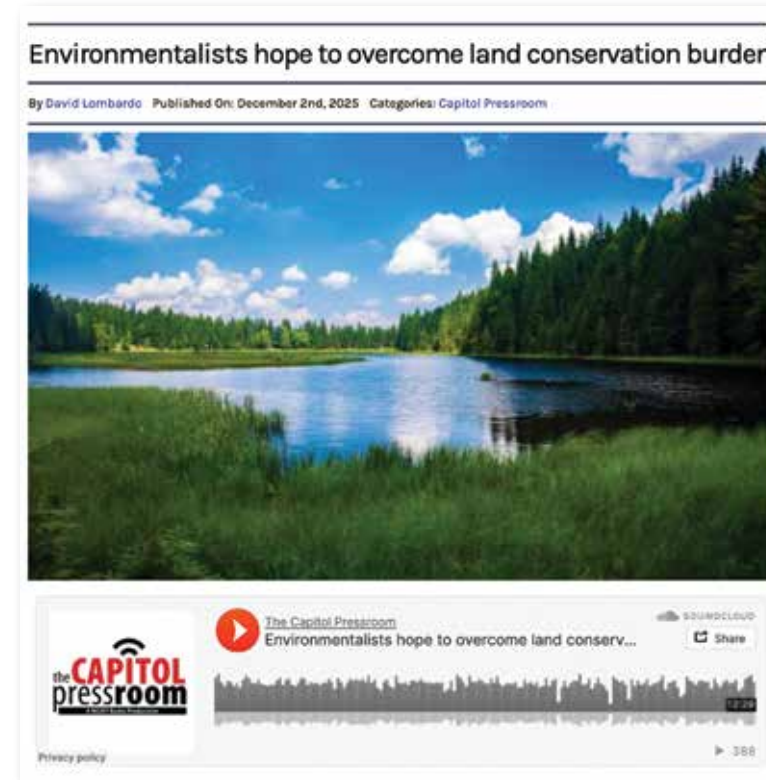 Environmentalists hope to overcome land conservation burden
By David Lombardo Published On: December 2nd, 2025 Categories: Capitol Pressroom
The Capitol Pressroom
SOUNDCLOUD
Environmentalists hope to overcome land conserv...
Share
the CAPITOL
pressroom
12:29
Privacy policy
388